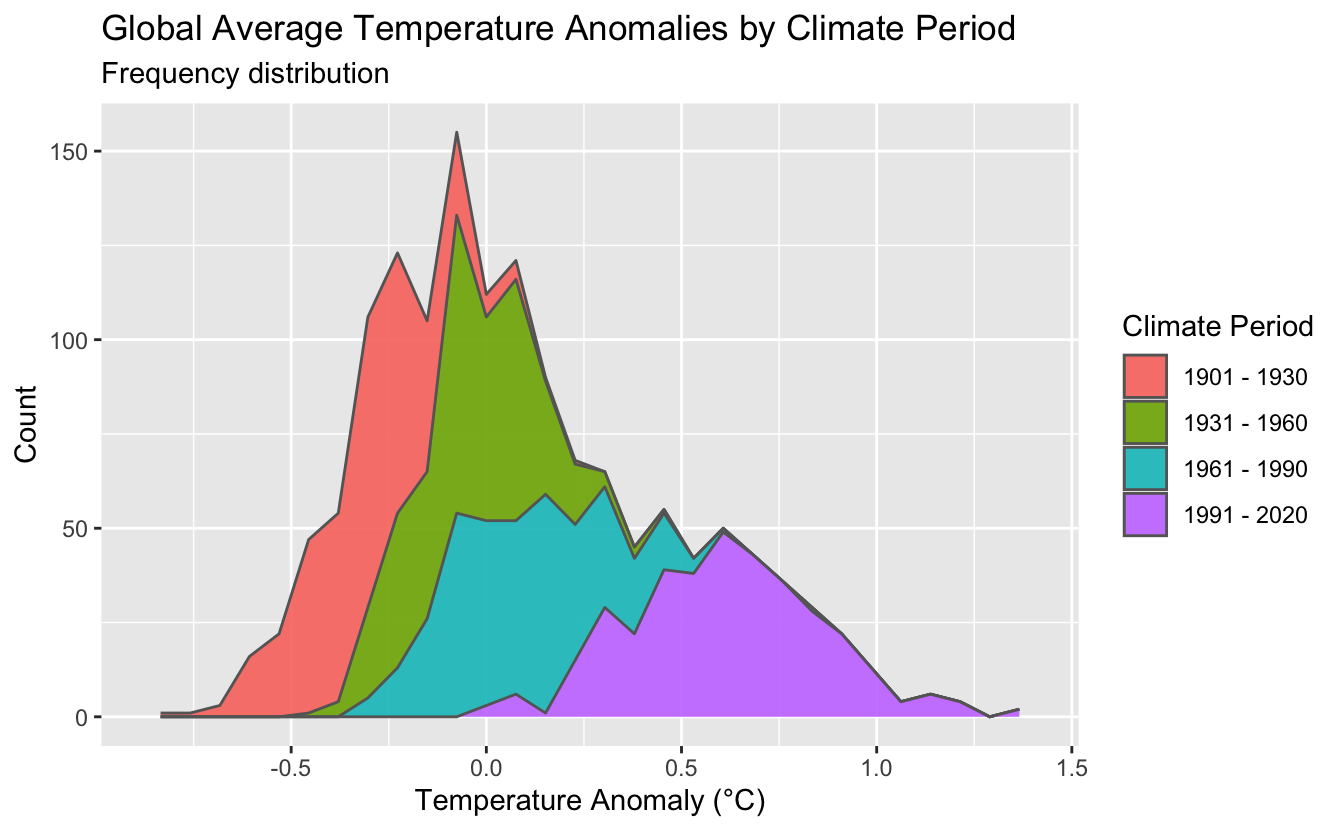 Global Average Temperature Anomalies by Climate Period
Frequency distribution
150
100
50
0
Count
-0.5
0.0
0.5
1.0
1.5
Temperature Anomaly (°C)
Climate Period
1901 - 1930
1931 - 1960
1961 - 1990
1991 - 2020